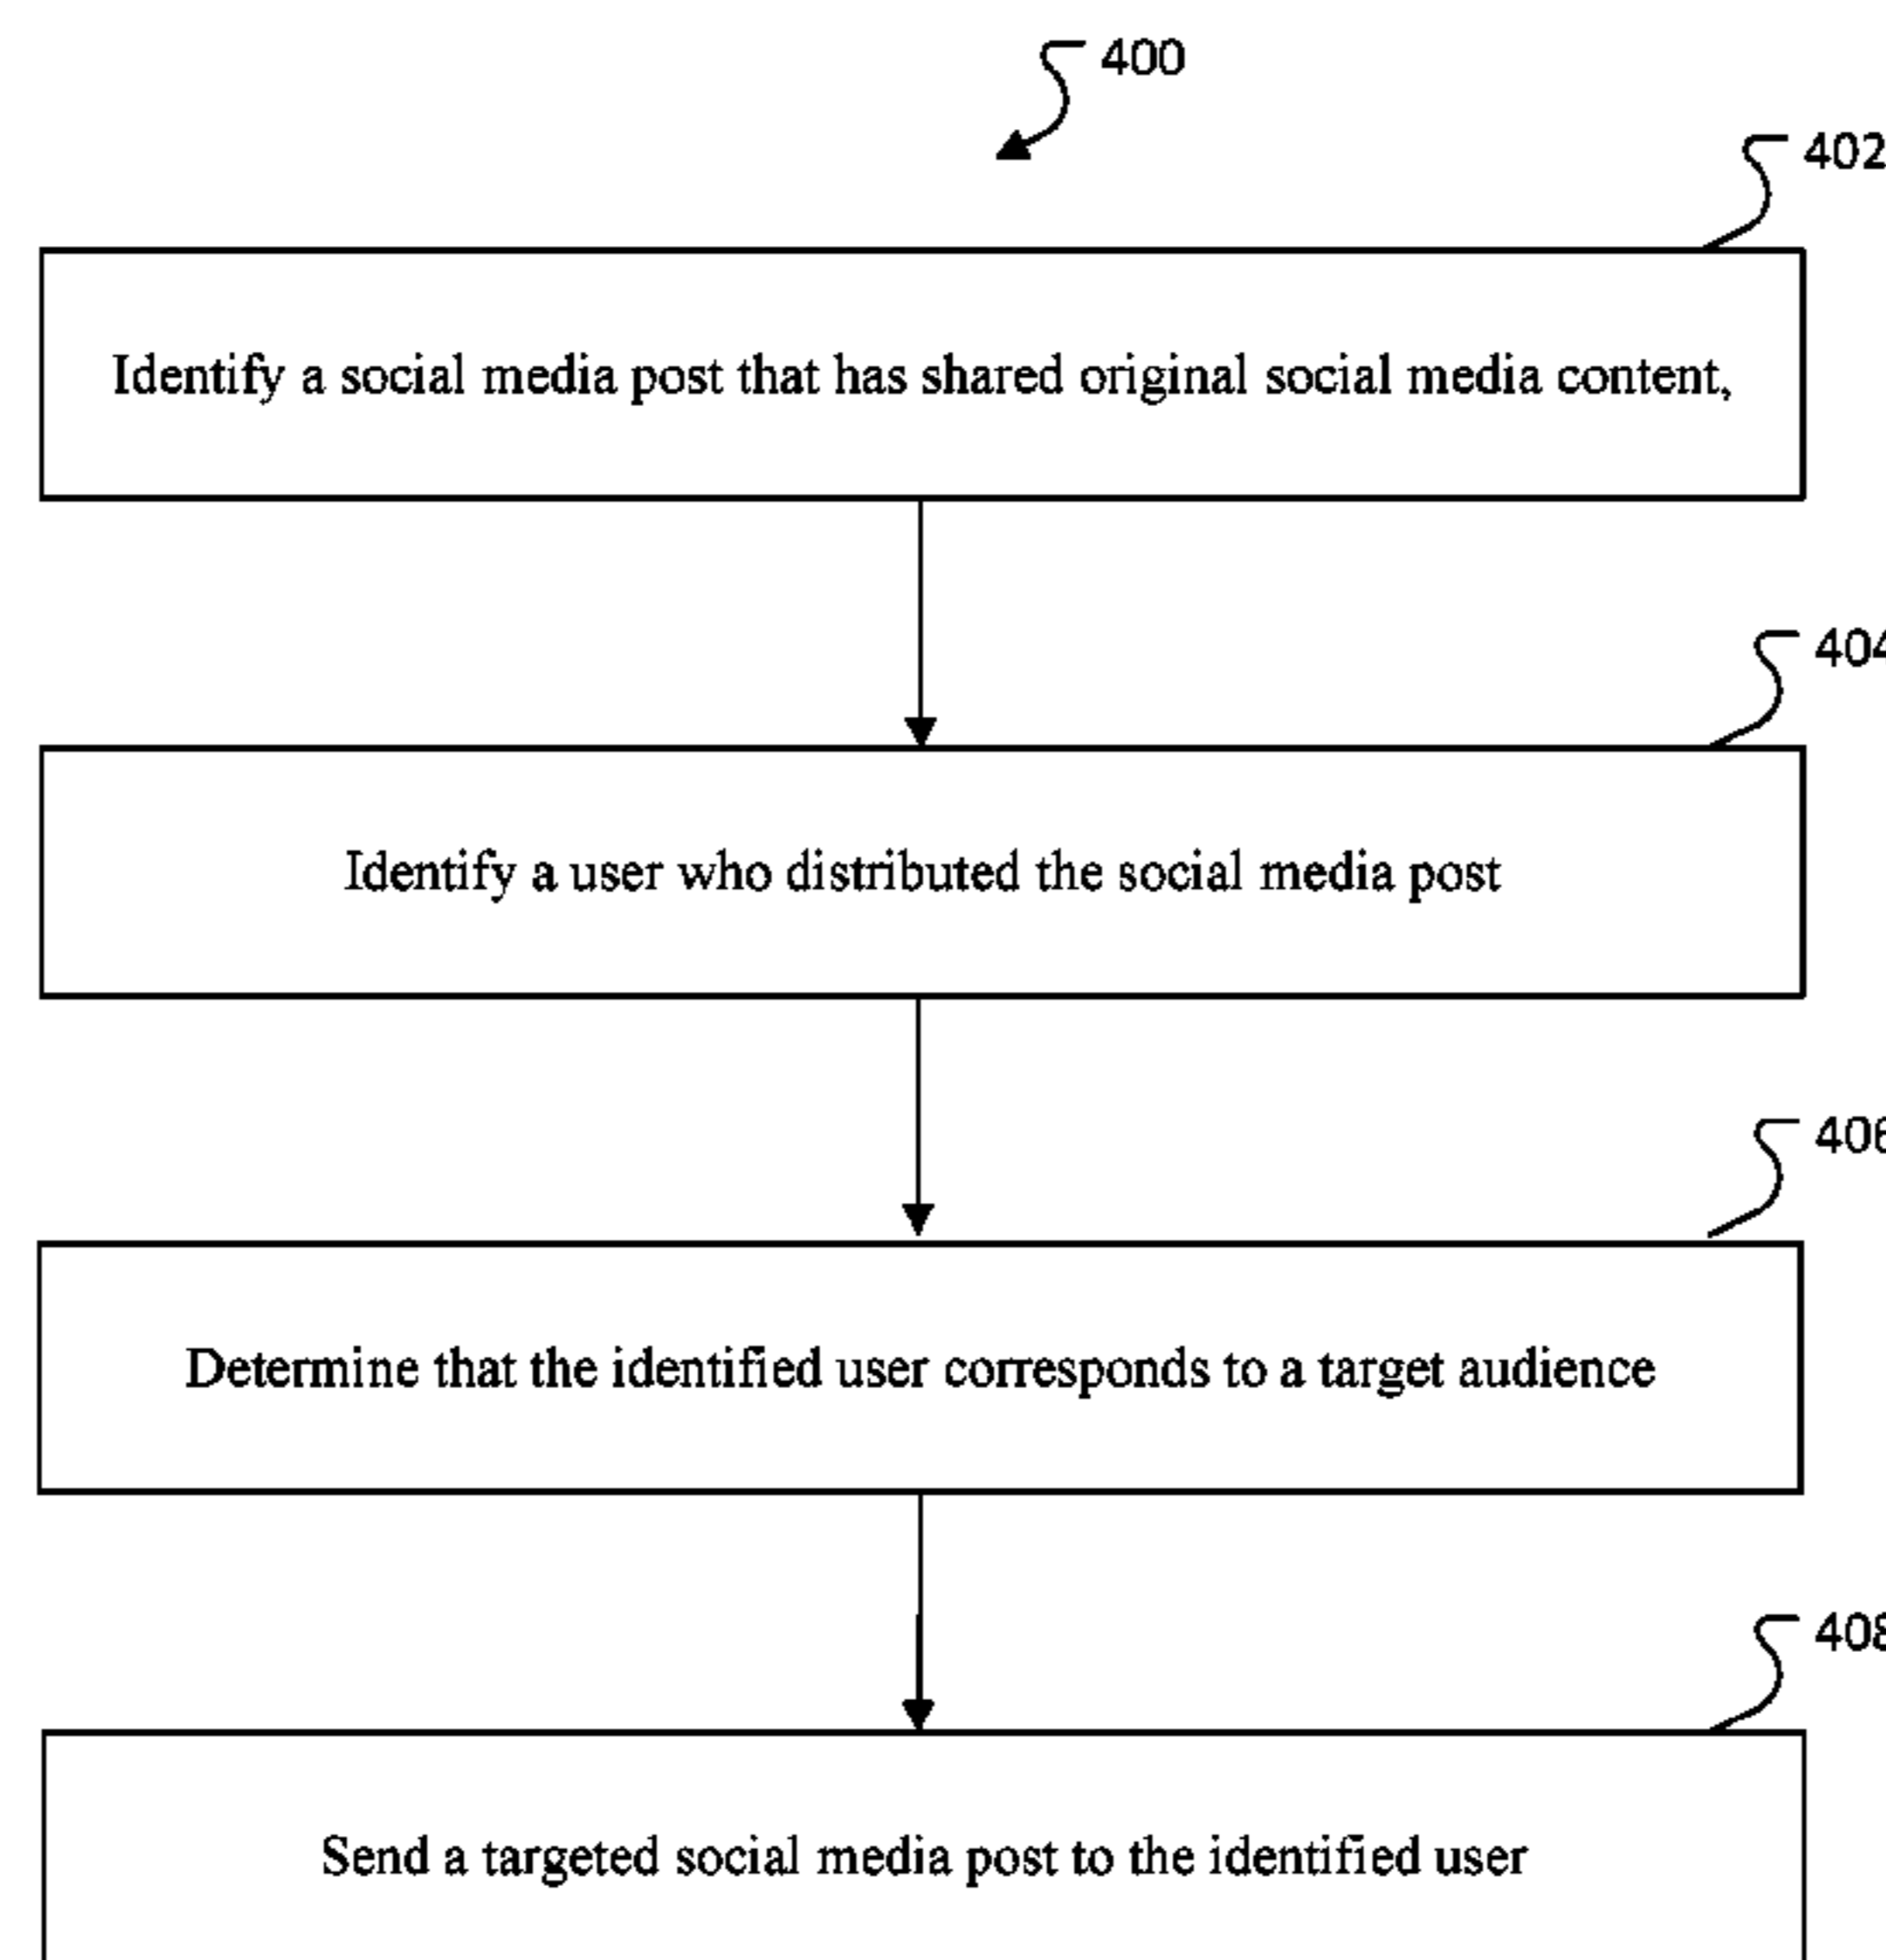 400
402
Identify a social media post that has shared original social media content,
404
Identify a user who distributed the social media post
406
Determine that the identified user corresponds to a target audience
408
Send a targeted social media post to the identified user